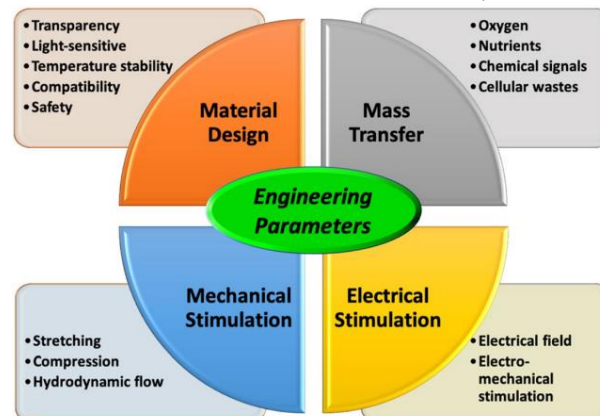 • Transparency
• Light-sensitive
• Temperature stability
• Compatibility
• Safety
Material
Design
• Oxygen
• Nutrients
• Chemical signals
• Cellular wastes
Mass
Transfer
Engineering
Parameters
Mechanical
Stimulation
• Stretching
• Compression
• Hydrodynamic flow
Electrical
Stimulation
• Electrical field
• Electro-
mechanical
stimulation